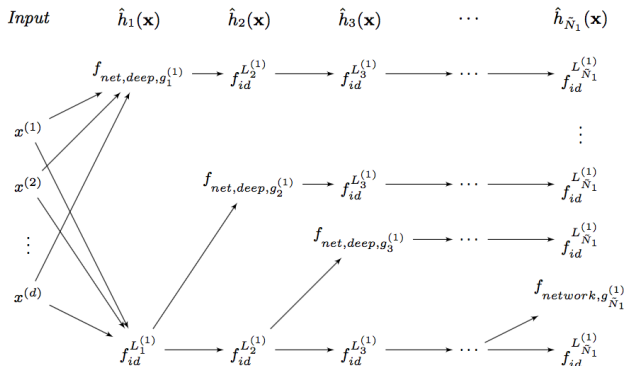 Input ĥ₁(x) ĥ₂(x) ĥ₃(x) ⋯ ĥ_{Ñ₁}(x)
f_{net,deep,g_1^{(1)}} f_{id}^{L_2^{(1)}} f_{id}^{L_3^{(1)}} ⋯ f_{id}^{L_{Ñ₁}^{(1)}}
x^{(1)} ⋮
x^{(2)} f_{net,deep,g_2^{(1)}} f_{id}^{L_3^{(1)}} ⋯ f_{id}^{L_{Ñ₁}^{(1)}}
⋮ f_{net,deep,g_3^{(1)}} ⋯ f_{id}^{L_{Ñ₁}^{(1)}}
x^{(d)} f_{network,g_{Ñ₁}^{(1)}}
f_{id}^{L_1^{(1)}} f_{id}^{L_2^{(1)}} f_{id}^{L_3^{(1)}} ⋯ f_{id}^{L_{Ñ₁}^{(1)}}